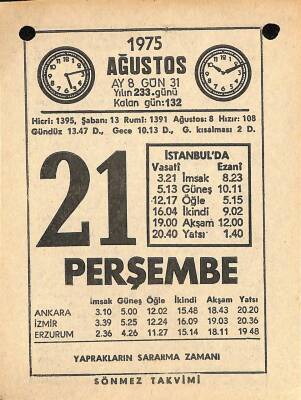 1975
AĞUSTOS
AY 8 GÜN 31
Yılın 233. günü
Kalan gün: 132
Hicri: 1395, Şaban: 13 Rumî: 1391 Ağustos: 8 Hızır: 108
Gündüz 13.47 D., Gece 10.13 D., G. kısalması 2 D.
21
İSTANBUL'DA
Vasatî Ezanî
3.21 İmsak 8.23
5.13 Güneş 10.11
12.17 Öğle 5.15
16.04 İkindi 9.02
19.00 Akşam 12.00
20.40 Yatsı 1.40
PERŞEMBE
imsak Güneş Öğle İkindi Akşam Yatsı
ANKARA 3.10 5.00 12.02 15.48 18.43 20.20
İZMİR 3.39 5.25 12.24 16.09 19.03 20.36
ERZURUM 2.36 4.26 11.27 15.14 18.11 19.48
YAPRAKLARIN SARARMA ZAMANI
SÖNMEZ TAKVİMİ